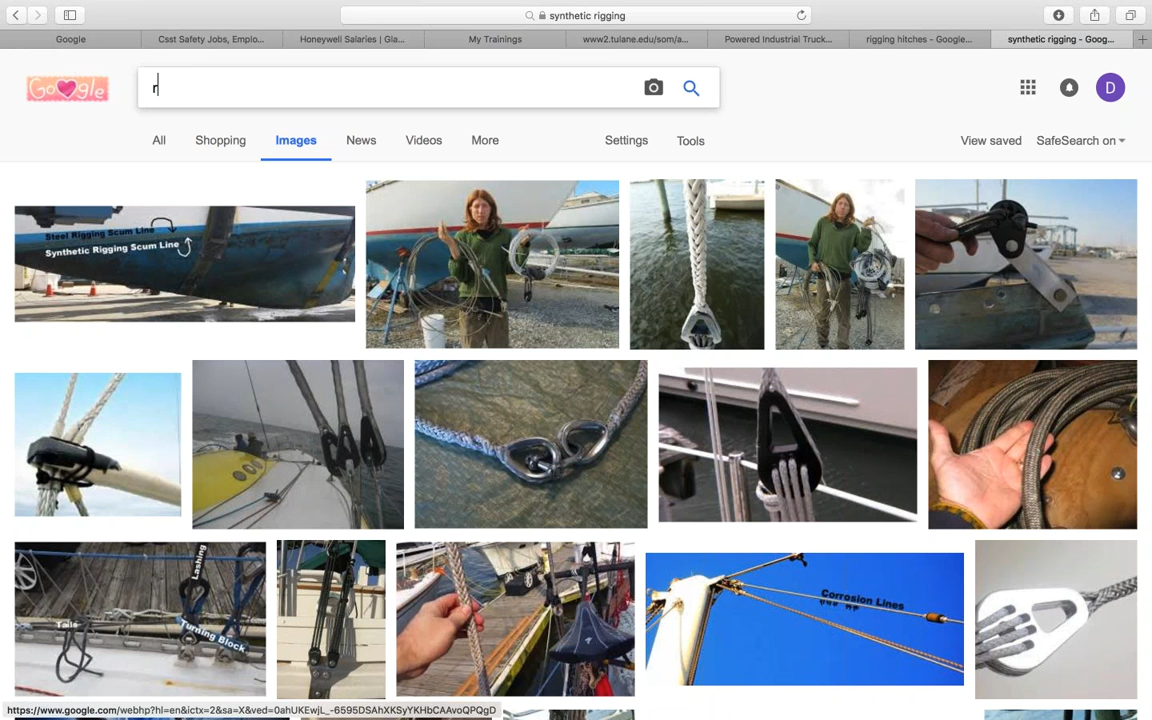 synthetic rigging
Google
Csst Safety Jobs, Emplo...
Honeywell Salaries | Gla...
My Trainings
www2.tulane.edu/som/a...
Powered Industrial Truck...
rigging hitches - Google...
synthetic rigging - Goog...
Google
r
D
All
Shopping
Images
News
Videos
More
Settings
Tools
View saved
SafeSearch on
Steel Rigging Scum Line
Synthetic Rigging Scum Line
Lashing
Tails
Turning Block
Corrosion Lines
https://www.google.com/webhp?hl=en&ictx=2&sa=X&ved=0ahUKEwjL_-6595DSAhXKSyYKHbCAAvoQPQgD